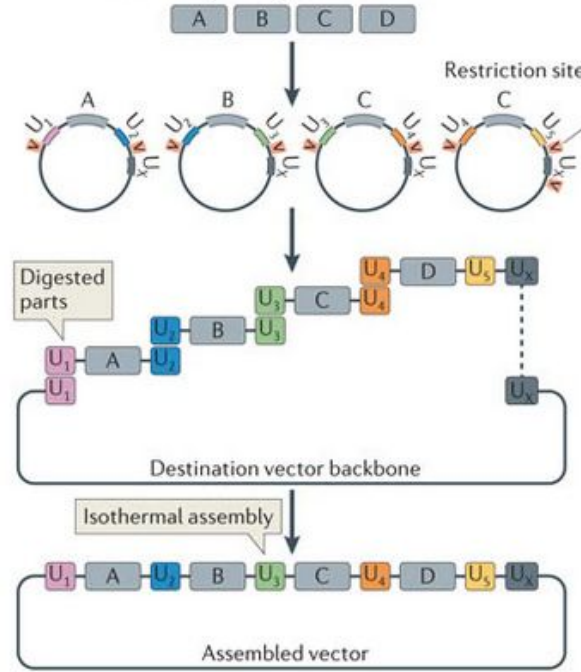 A B C D
Restriction site
A B C C
U1 U2 V V Ux
U2 U3 V V Ux
U3 U4 V V Ux
U4 U5 V V Ux V
Digested
parts
U4 D U5 UX
U3 C U4
U2 B U3
U1 A U2
U1 UX
Destination vector backbone
Isothermal assembly
U1 A U2 B U3 C U4 D U5 UX
Assembled vector